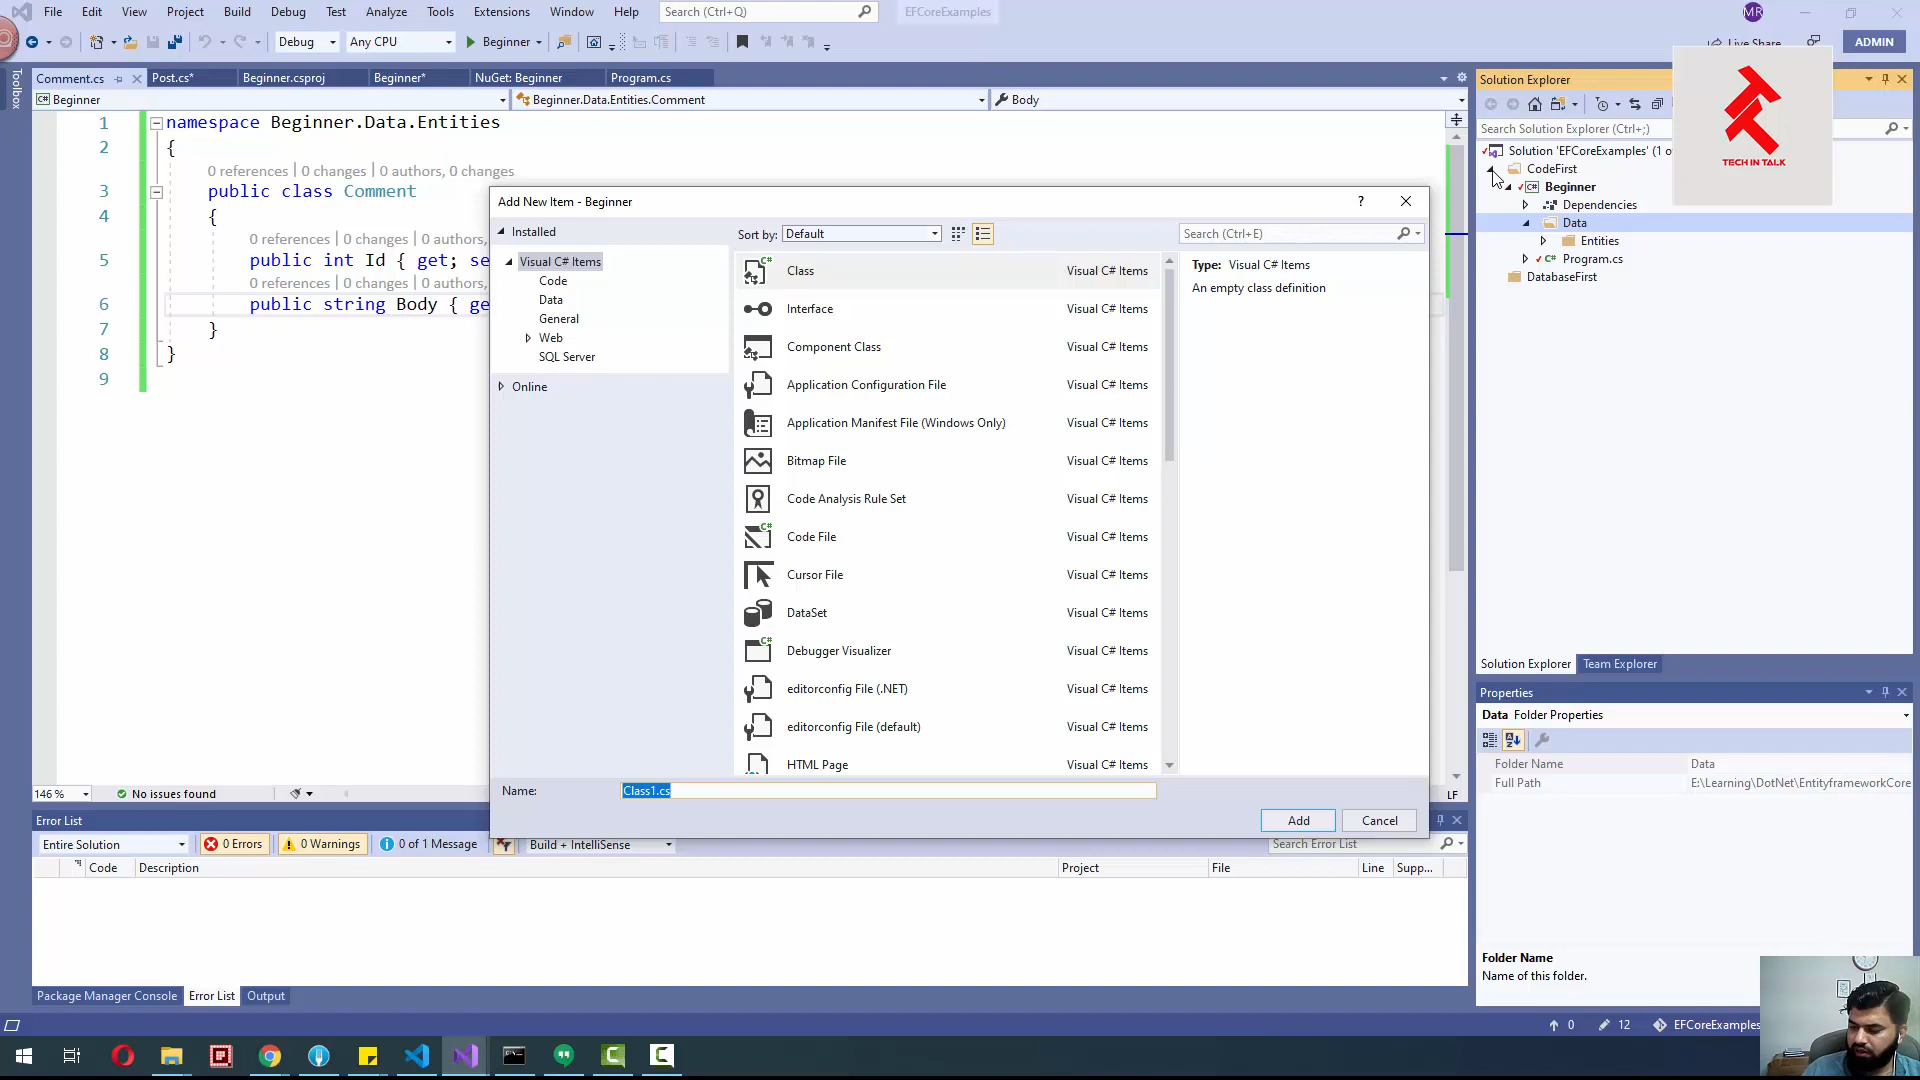 File Edit View Project Build Debug Test Analyze Tools Extensions Window Help Search (Ctrl+Q) EFCoreExamples MR
Debug Any CPU Beginner Live Share ADMIN
Toolbox
Comment.cs Post.cs* Beginner.csproj Beginner* NuGet: Beginner Program.cs
Beginner Beginner.Data.Entities.Comment Body
1 namespace Beginner.Data.Entities
2 {
0 references | 0 changes | 0 authors, 0 changes
3 public class Comment
4 {
0 references | 0 changes | 0 authors,
5 public int Id { get; se
0 references | 0 changes | 0 authors,
6 public string Body { ge
7 }
8 }
9
146 % No issues found LF
Add New Item - Beginner ?
Installed
Visual C# Items
Code
Data
General
Web
SQL Server
Online
Sort by: Default
Search (Ctrl+E)
Class Visual C# Items
Interface Visual C# Items
Component Class Visual C# Items
Application Configuration File Visual C# Items
Application Manifest File (Windows Only) Visual C# Items
Bitmap File Visual C# Items
Code Analysis Rule Set Visual C# Items
Code File Visual C# Items
Cursor File Visual C# Items
DataSet Visual C# Items
Debugger Visualizer Visual C# Items
editorconfig File (.NET) Visual C# Items
editorconfig File (default) Visual C# Items
HTML Page Visual C# Items
Type: Visual C# Items
An empty class definition
Name: Class1.cs
Add Cancel
Solution Explorer
Search Solution Explorer (Ctrl+;)
Solution 'EFCoreExamples' (1 o
CodeFirst
C# Beginner
Dependencies
Data
Entities
C# Program.cs
DatabaseFirst
TECH IN TALK
Solution Explorer Team Explorer
Properties
Data Folder Properties
Folder Name Data
Full Path E:\Learning\DotNet\EntityframeworkCore
Folder Name
Name of this folder.
Error List
Entire Solution 0 Errors 0 Warnings 0 of 1 Message Build + IntelliSense Search Error List
Code Description Project File Line Supp...
Package Manager Console Error List Output
0 12 EFCoreExamples